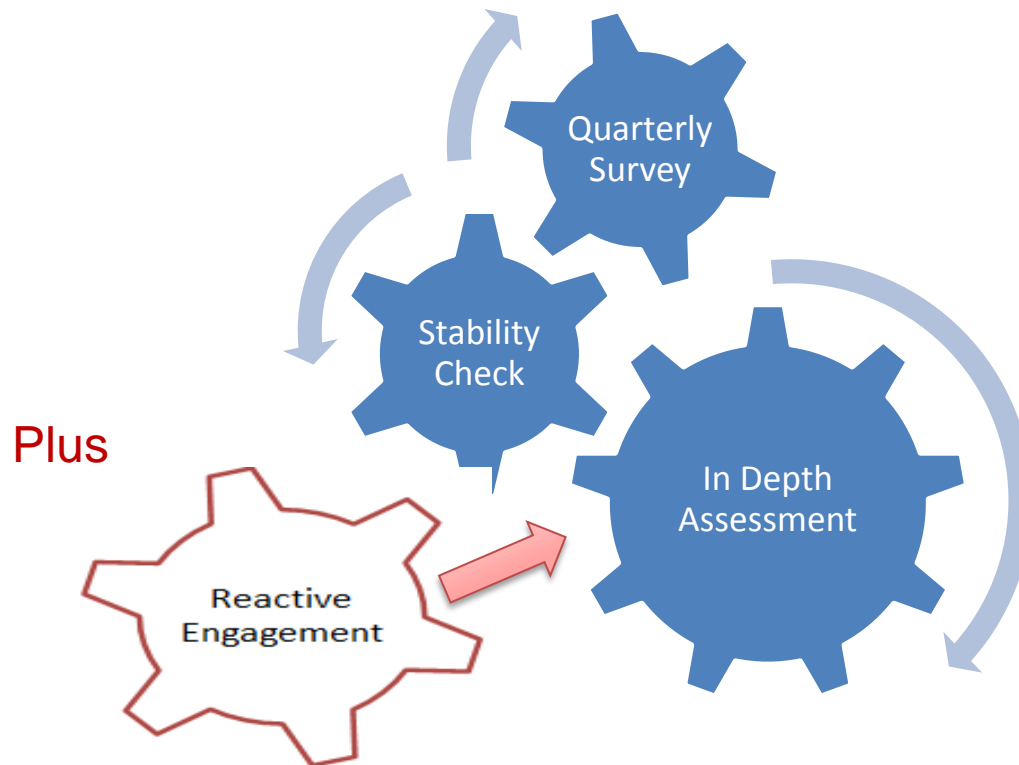 Quarterly
Survey
Stability
Check
Plus
In Depth
Assessment
Reactive
Engagement